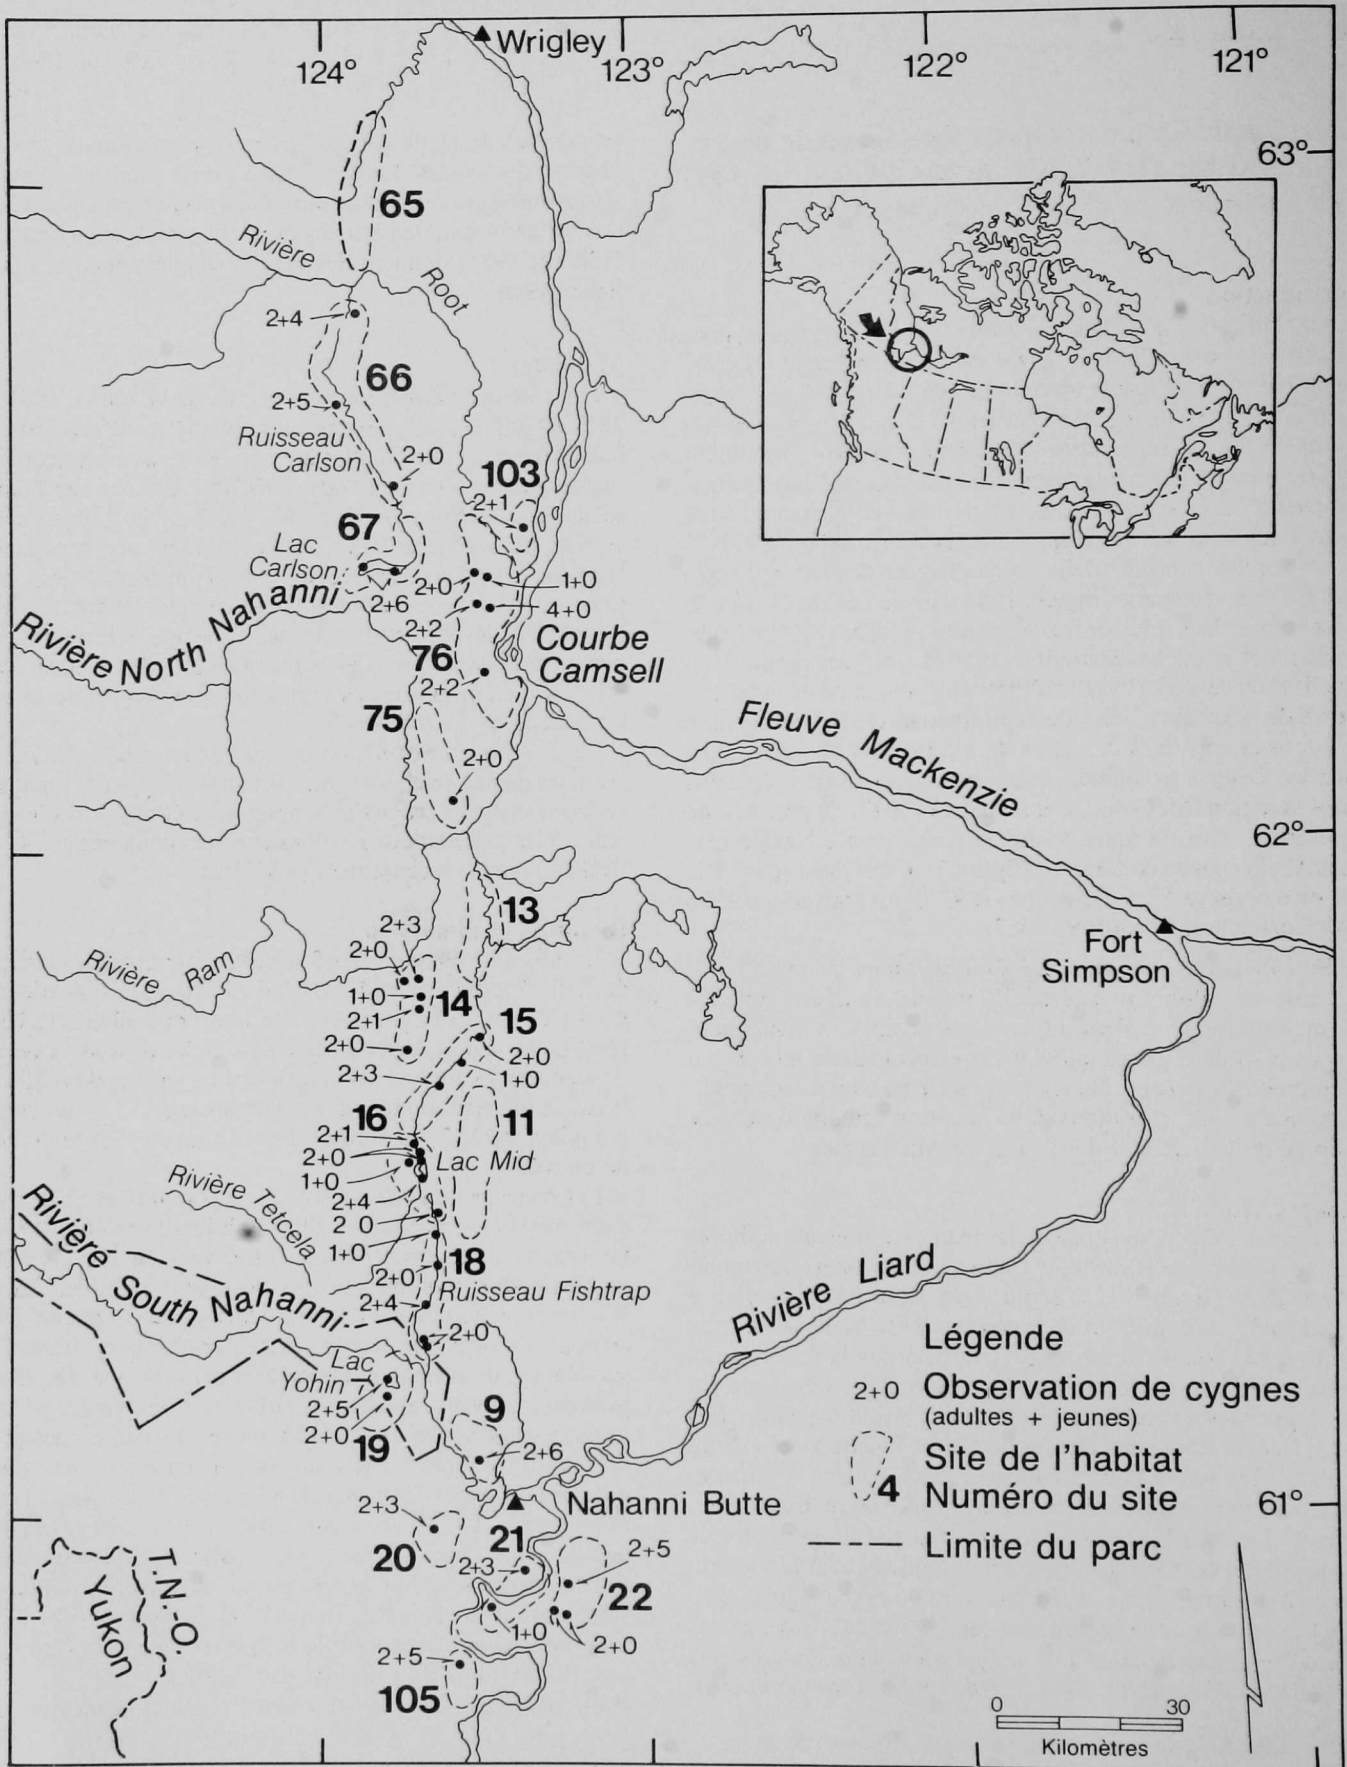 Wrigley
124°
123°
122°
121°
63°
65
Rivière
Root
2+4
66
2+5
Ruisseau
Carlson
2+0
103
2+1
67
Lac
Carlson
2+6
2+0
1+0
4+0
2+2
Rivière North Nahanni
Courbe
Camsell
76
2+2
75
2+0
Fleuve Mackenzie
62°
13
Fort
Simpson
2+3
2+0
Rivière Ram
1+0
14
2+1
15
2+0
2+0
2+3
1+0
16
11
2+1
2+0
Lac Mid
1+0
2+4
2 0
1+0
Rivière Tetcela
Rivière South Nahanni
18
2+0
Ruisseau Fishtrap
2+4
2+0
Rivière Liard
Lac
Yohin
2+5
2+0
19
9
2+6
Nahanni Butte
Légende
2+0 Observation de cygnes
(adultes + jeunes)
Site de l'habitat
4 Numéro du site
Limite du parc
61°
2+3
20
21
2+3
2+5
22
1+0
2+0
2+5
105
T.N.-O.
Yukon
0 30
Kilomètres